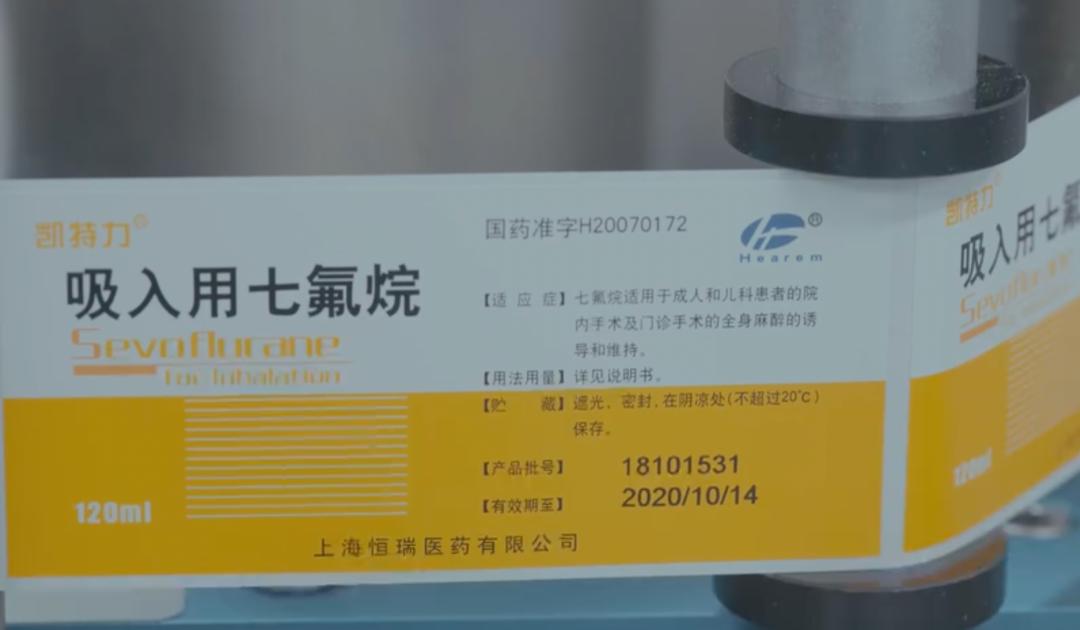 凯特力®
吸入用七氟烷
Sevoflurane
For Inhalation
120ml
国药准字H20070172
®
Hearem
【适应症】七氟烷适用于成人和儿科患者的院
内手术及门诊手术的全身麻醉的诱
导和维持。
【用法用量】详见说明书。
【贮藏】遮光，密封，在阴凉处(不超过20℃)
保存。
【产品批号】 18101531
【有效期至】 2020/10/14
上海恒瑞医药有限公司
凯特力®
吸入用七氟
Sevoflurane
120ml